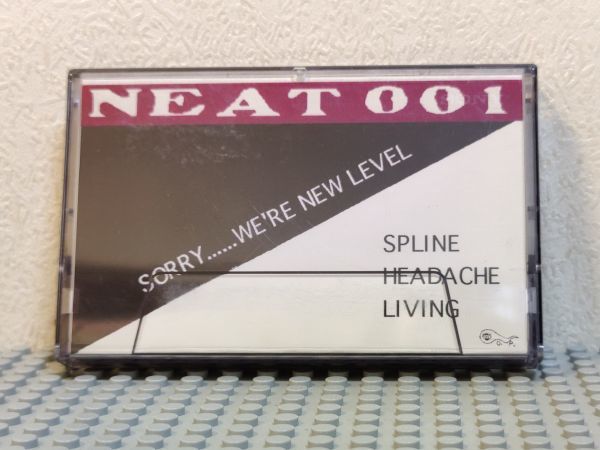 NEAT 001
SORRY......WE'RE NEW LEVEL
SPLINE
HEADACHE
LIVING